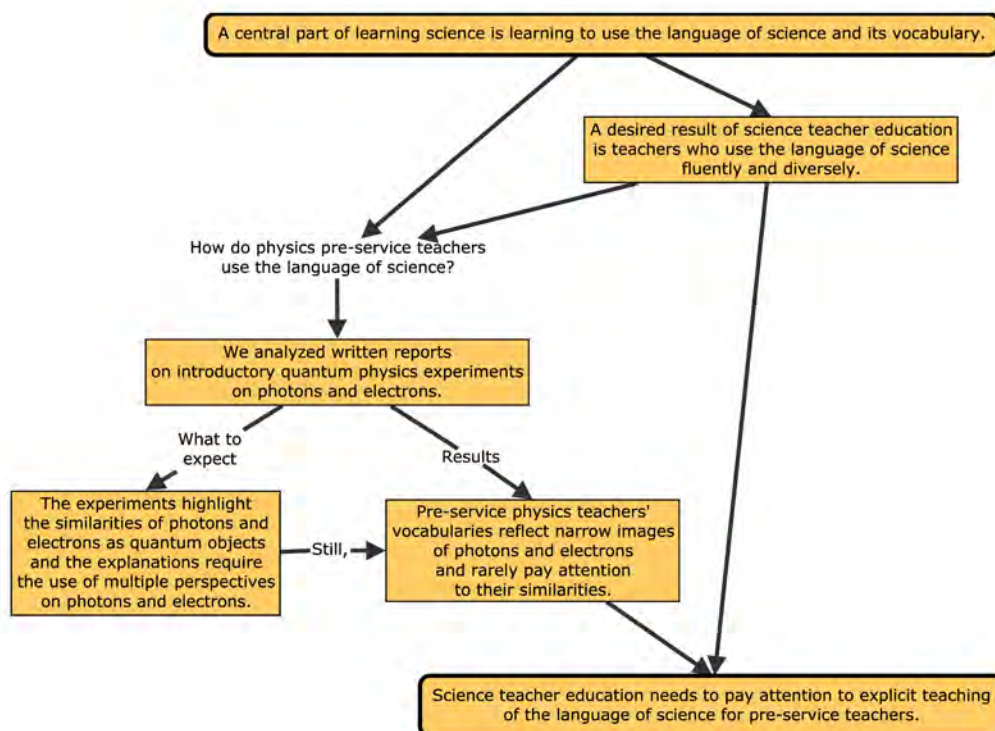 A central part of learning science is learning to use the language of science and its vocabulary.
A desired result of science teacher education
is teachers who use the language of science
fluently and diversely.
How do physics pre-service teachers
use the language of science?
We analyzed written reports
on introductory quantum physics experiments
on photons and electrons.
What to
expect
Results
The experiments highlight
the similarities of photons and
electrons as quantum objects
and the explanations require
the use of multiple perspectives
on photons and electrons.
Still,
Pre-service physics teachers'
vocabularies reflect narrow images
of photons and electrons
and rarely pay attention
to their similarities.
Science teacher education needs to pay attention to explicit teaching
of the language of science for pre-service teachers.